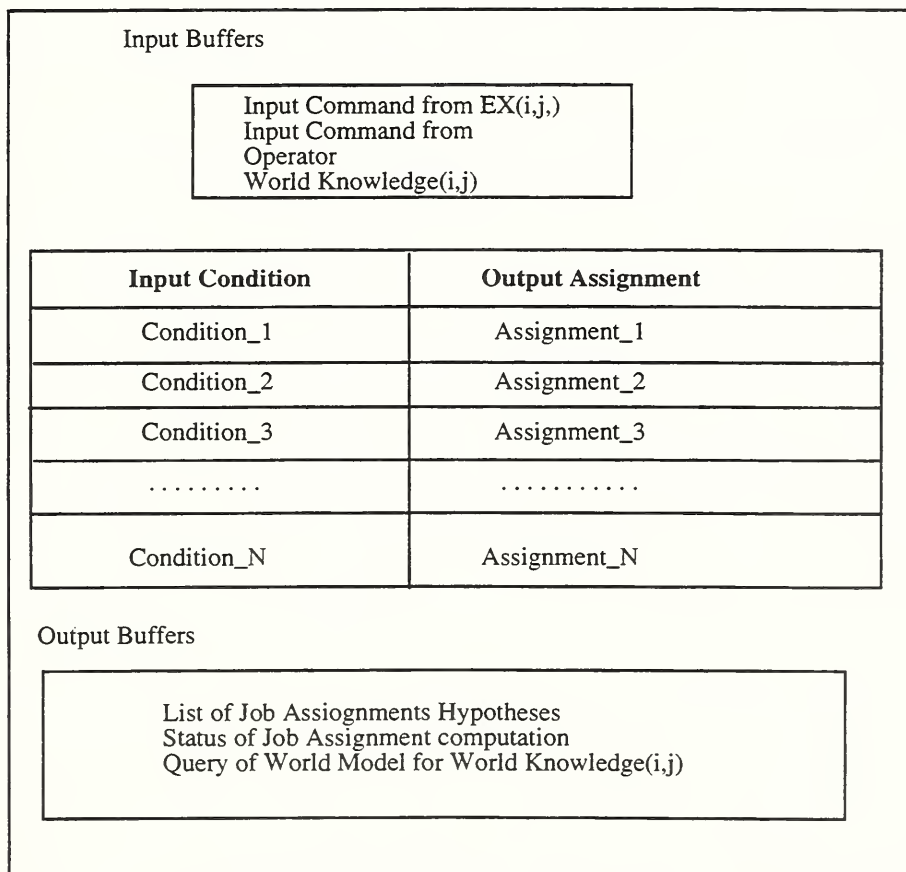 Input Buffers
Input Command from EX(i,j,)
Input Command from
Operator
World Knowledge(i,j)
Input Condition Output Assignment
Condition_1 Assignment_1
Condition_2 Assignment_2
Condition_3 Assignment_3
. . . . . . . . . . . . . . . . . . . .
Condition_N Assignment_N
Output Buffers
List of Job Assiognments Hypotheses
Status of Job Assignment computation
Query of World Model for World Knowledge(i,j)